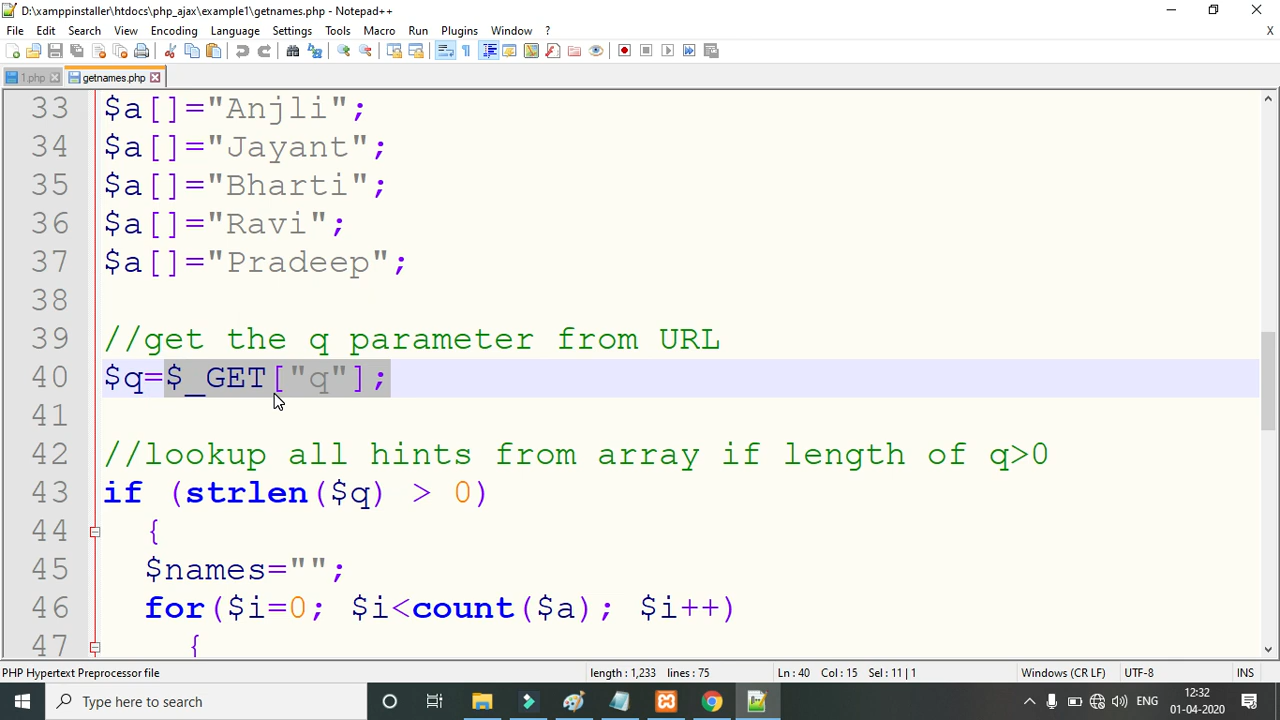 D:\xamppinstaller\htdocs\php_ajax\example1\getnames.php - Notepad++
File Edit Search View Encoding Language Settings Tools Macro Run Plugins Window ? X
1.php getnames.php
33 $a[]="Anjli";
34 $a[]="Jayant";
35 $a[]="Bharti";
36 $a[]="Ravi";
37 $a[]="Pradeep";
38
39 //get the q parameter from URL
40 $q=$_GET["q"];
41
42 //lookup all hints from array if length of q>0
43 if (strlen($q) > 0)
44 {
45 $names="";
46 for($i=0; $i<count($a); $i++)
47 {
PHP Hypertext Preprocessor file length : 1,233 lines : 75 Ln : 40 Col : 15 Sel : 11 | 1 Windows (CR LF) UTF-8 INS
Type here to search ENG 12:32
01-04-2020